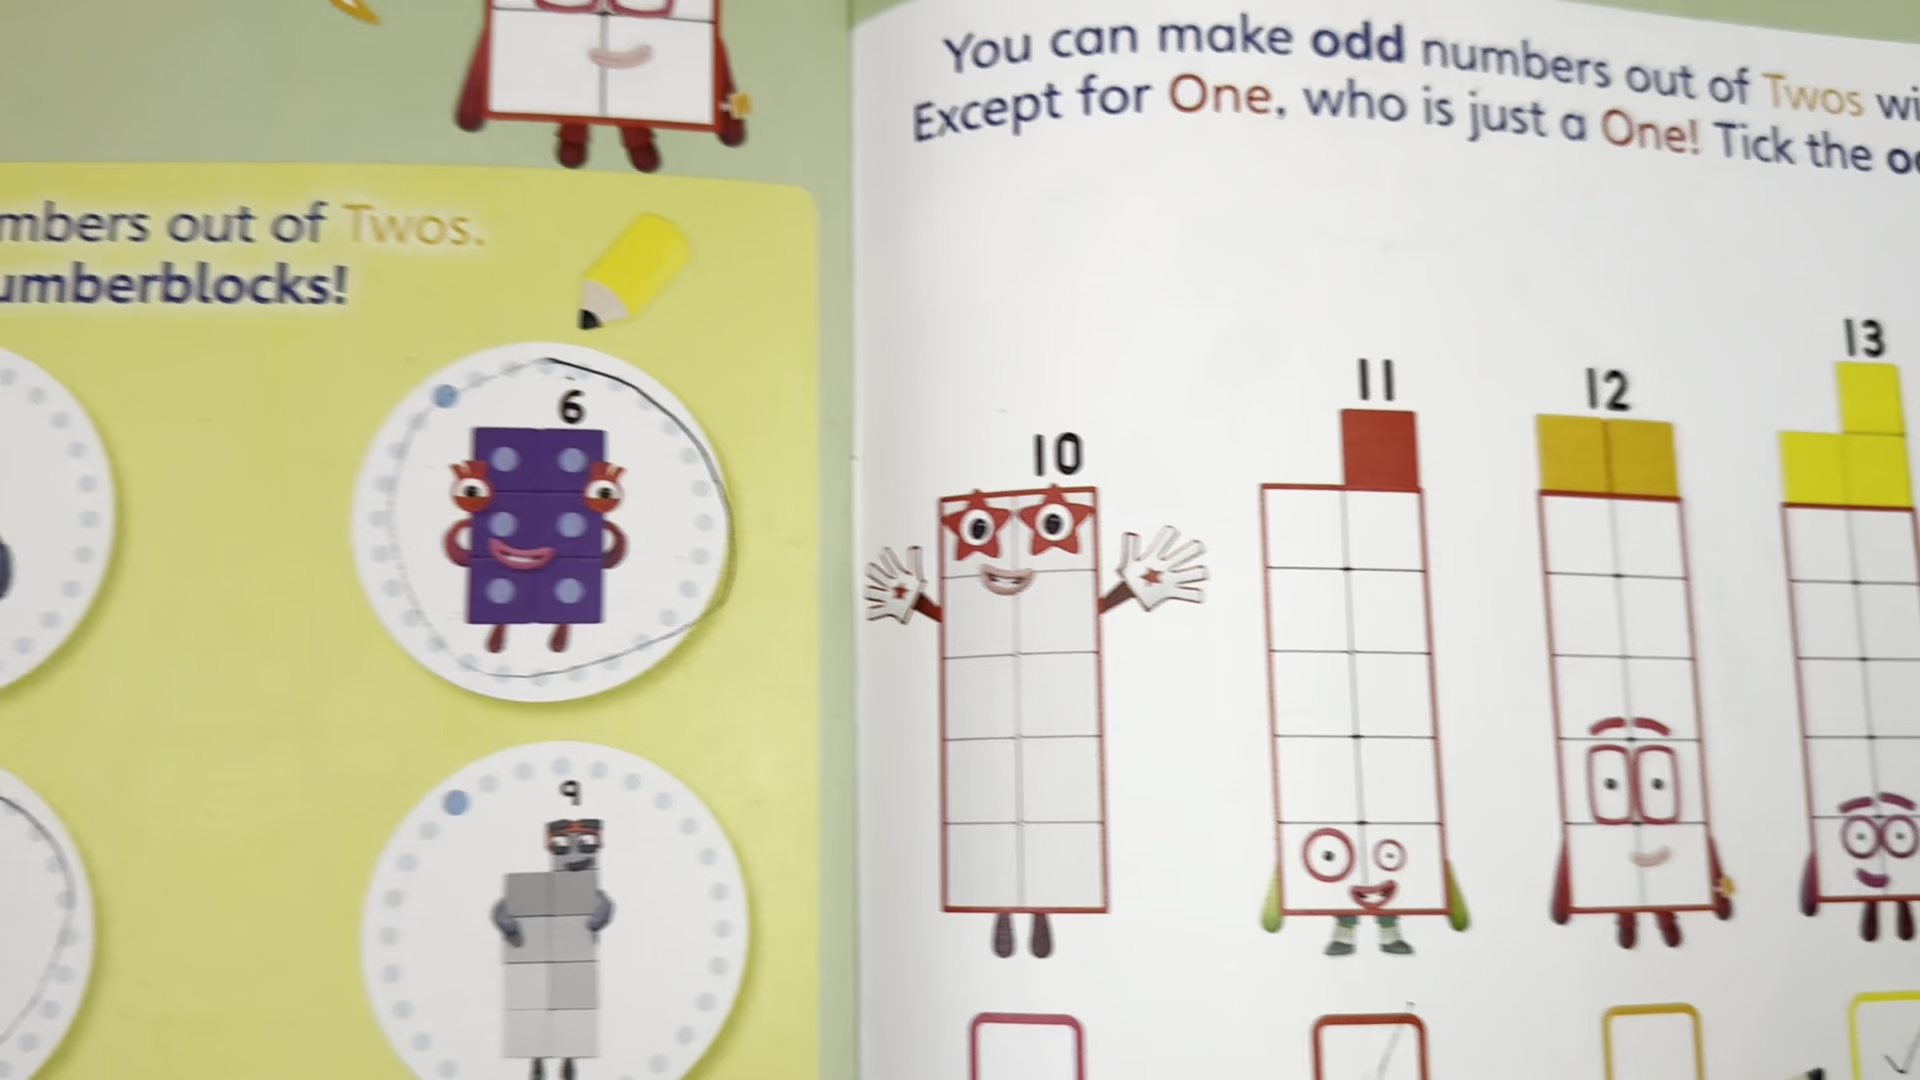 mbers out of Twos.
umberblocks!
6
9
You can make odd numbers out of Twos wi
Except for One, who is just a One! Tick the o
10
11
12
13